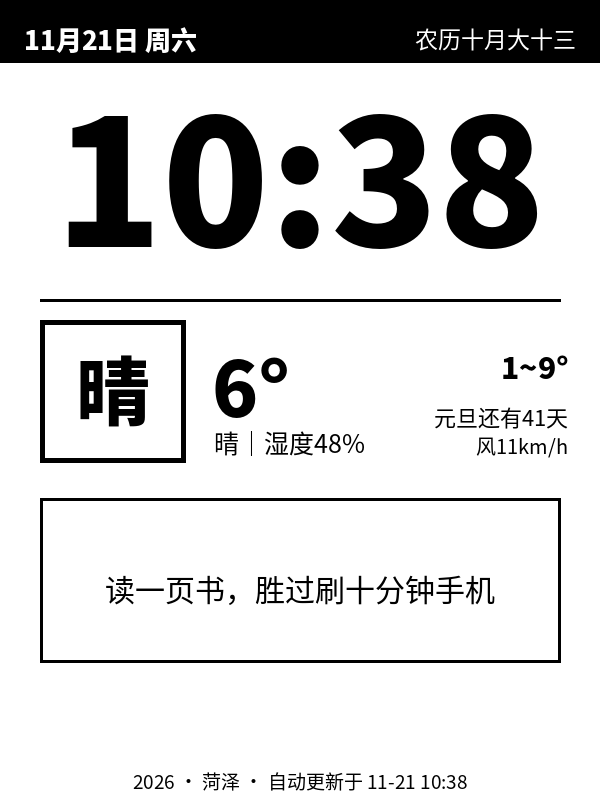 11月21日 周六
农历十月大十三
10:38
晴
6°
晴｜湿度48%
1~9°
元旦还有41天
风11km/h
读一页书，胜过刷十分钟手机
2026 · 菏泽 · 自动更新于 11-21 10:38